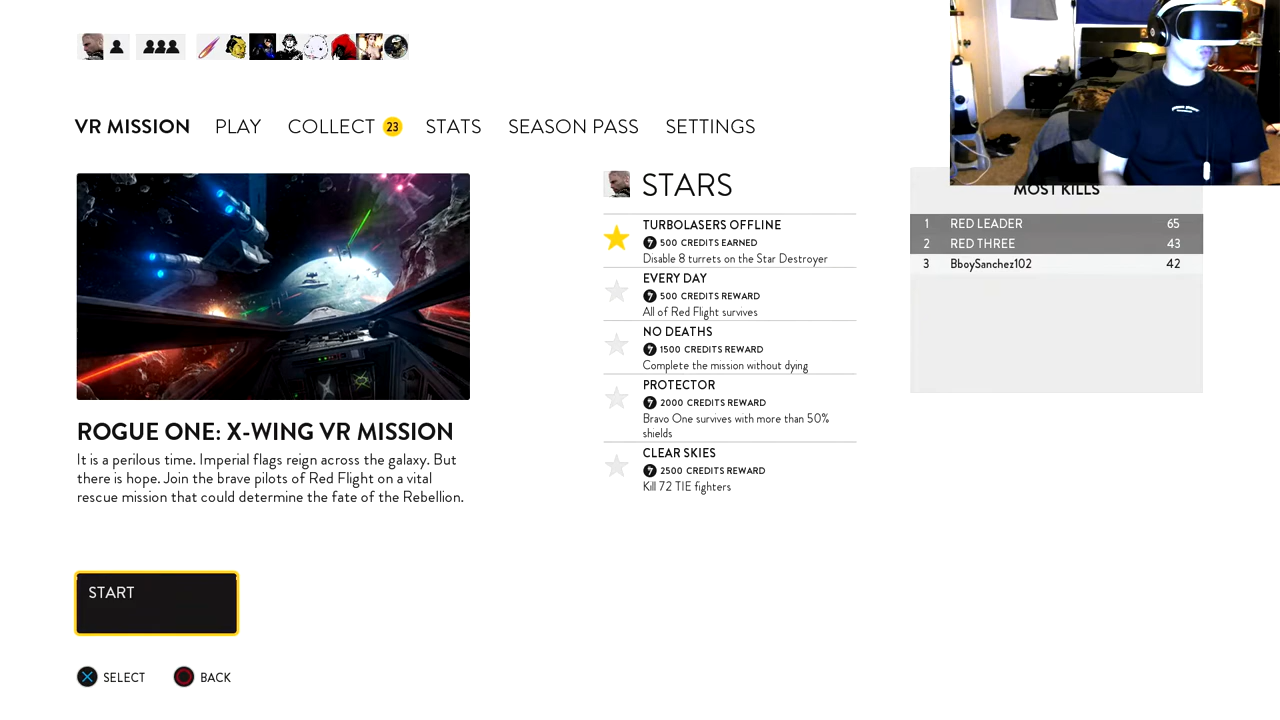 VR MISSION PLAY COLLECT 23 STATS SEASON PASS SETTINGS
ROGUE ONE: X-WING VR MISSION
It is a perilous time. Imperial flags reign across the galaxy. But
there is hope. Join the brave pilots of Red Flight on a vital
rescue mission that could determine the fate of the Rebellion.
START
SELECT BACK
STARS
TURBOLASERS OFFLINE
500 CREDITS EARNED
Disable 8 turrets on the Star Destroyer
EVERY DAY
500 CREDITS REWARD
All of Red Flight survives
NO DEATHS
1500 CREDITS REWARD
Complete the mission without dying
PROTECTOR
2000 CREDITS REWARD
Bravo One survives with more than 50%
shields
CLEAR SKIES
2500 CREDITS REWARD
Kill 72 TIE fighters
MOST KILLS
1 RED LEADER 65
2 RED THREE 43
3 BboySanchez102 42